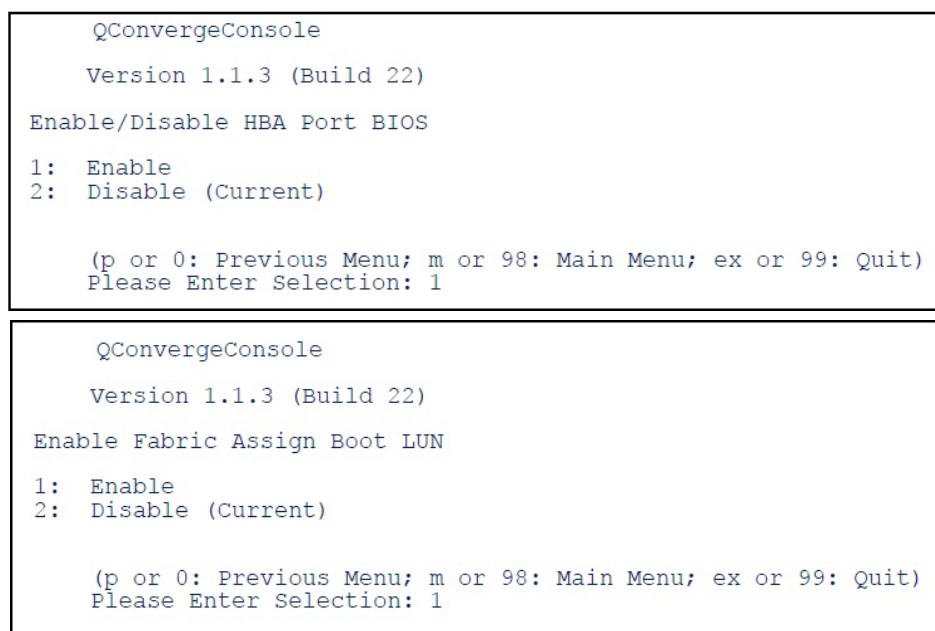 QConvergeConsole
Version 1.1.3 (Build 22)
Enable/Disable HBA Port BIOS
1: Enable
2: Disable (Current)
(p or 0: Previous Menu; m or 98: Main Menu; ex or 99: Quit)
Please Enter Selection: 1
QConvergeConsole
Version 1.1.3 (Build 22)
Enable Fabric Assign Boot LUN
1: Enable
2: Disable (Current)
(p or 0: Previous Menu; m or 98: Main Menu; ex or 99: Quit)
Please Enter Selection: 1